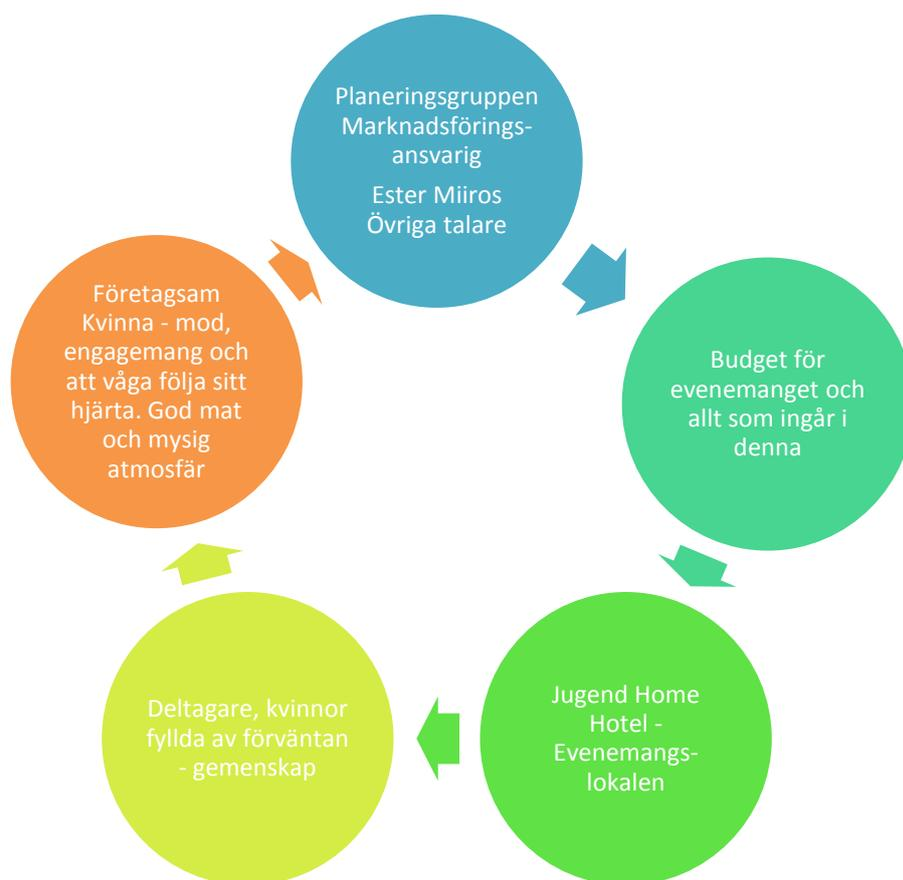 Planeringsgruppen
Marknadsförings-
ansvarig
Ester Miiros
Övriga talare
Budget för
evenemanget och
allt som ingår i
denna
Jugend Home
Hotel -
Evenemangs-
lokalen
Deltagare, kvinnor
fyllda av förväntan
- gemenskap
Företagsam
Kvinna - mod,
engagemang och
att våga följa sitt
hjärta. God mat
och mysig
atmosfär